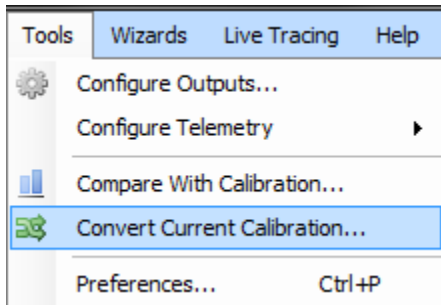 Tools Wizards Live Tracing Help
Configure Outputs...
Configure Telemetry
Compare With Calibration...
Convert Current Calibration...
Preferences... Ctrl+P